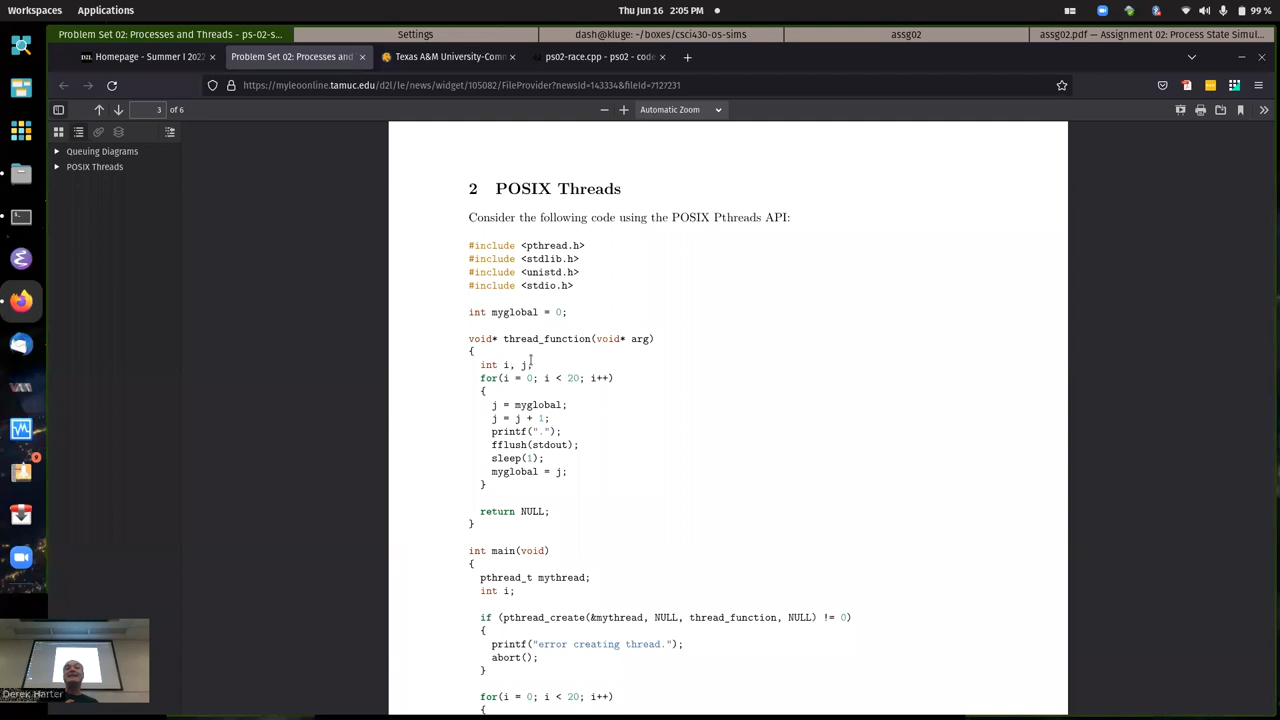 Workspaces Applications Thu Jun 16 2:05 PM 99 %
Problem Set 02: Processes and Threads - ps-02-s... Settings dash@kluge: ~/boxes/csci430-os-sims assg02 assg02.pdf — Assignment 02: Process State Simul...
Homepage - Summer I 2022 Problem Set 02: Processes an Texas A&M University-Com ps02-race.cpp - ps02 - code
https://myleoonline.tamuc.edu/d2l/le/news/widget/105082/FileProvider?newsId=143334&fileId=7127231
3 of 6 Automatic Zoom
Queuing Diagrams
POSIX Threads
2 POSIX Threads
Consider the following code using the POSIX Pthreads API:
#include <pthread.h>
#include <stdlib.h>
#include <unistd.h>
#include <stdio.h>
int myglobal = 0;
void* thread_function(void* arg)
{
int i, j;
for(i = 0; i < 20; i++)
{
j = myglobal;
j = j + 1;
printf(".");
fflush(stdout);
sleep(1);
myglobal = j;
}
return NULL;
}
int main(void)
{
pthread_t mythread;
int i;
if (pthread_create(&mythread, NULL, thread_function, NULL) != 0)
{
printf("error creating thread.");
abort();
}
for(i = 0; i < 20; i++)
{
9
Derek Harter